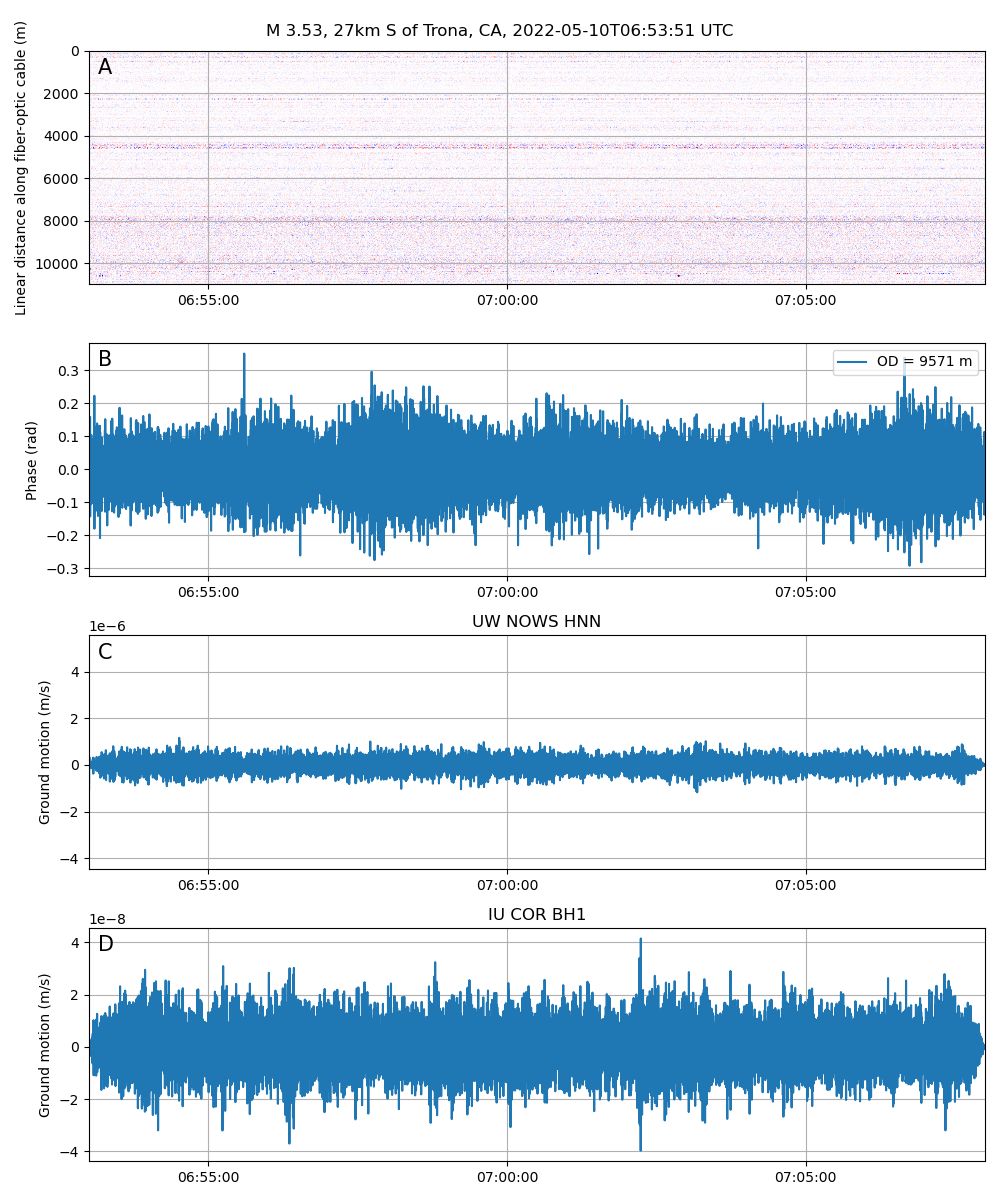 M 3.53, 27km S of Trona, CA, 2022-05-10T06:53:51 UTC
Linear distance along fiber-optic cable (m)
A
0
2000
4000
6000
8000
10000
06:55:00 07:00:00 07:05:00
Phase (rad)
B
OD = 9571 m
0.3
0.2
0.1
0.0
−0.1
−0.2
−0.3
06:55:00 07:00:00 07:05:00
UW NOWS HNN
1e−6
Ground motion (m/s)
C
4
2
0
−2
−4
06:55:00 07:00:00 07:05:00
IU COR BH1
1e−8
Ground motion (m/s)
D
4
2
0
−2
−4
06:55:00 07:00:00 07:05:00